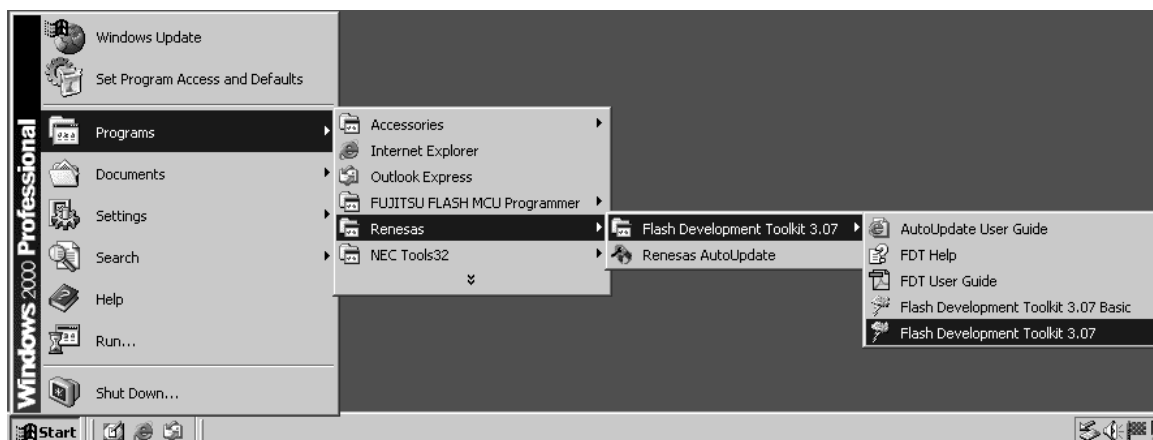 Windows 2000 Professional
Windows Update
Set Program Access and Defaults
Programs
Documents
Settings
Search
Help
Run...
Shut Down...
Accessories
Internet Explorer
Outlook Express
FUJITSU FLASH MCU Programmer
Renesas
NEC Tools32
Flash Development Toolkit 3.07
Renesas AutoUpdate
AutoUpdate User Guide
FDT Help
FDT User Guide
Flash Development Toolkit 3.07 Basic
Flash Development Toolkit 3.07
Start